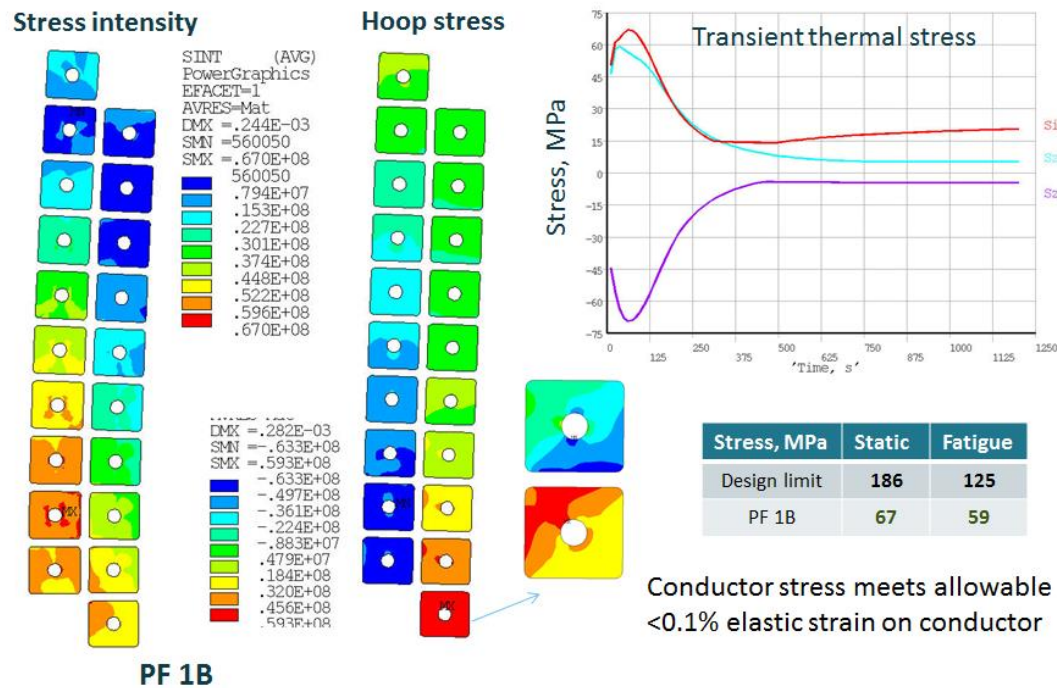 Stress intensity
SINT (AVG)
PowerGraphics
EFACET=1
AVRES=Mat
DMX =.244E-03
SMN =560050
SMX =.670E+08
560050
.794E+07
.153E+08
.227E+08
.301E+08
.374E+08
.448E+08
.522E+08
.596E+08
.670E+08
MX
DMX =.282E-03
SMN =-.633E+08
SMX =.593E+08
-.633E+08
-.497E+08
-.361E+08
-.224E+08
-.883E+07
.479E+07
.184E+08
.320E+08
.456E+08
.593E+08
PF 1B
Hoop stress
MN
MX
Transient thermal stress
Stress, MPa
75
60
45
30
15
0
-15
-30
-45
-60
-75
0
125
250
375
500
625
750
875
1000
1125
1250
'Time, s'
Si
Sz
Stress, MPa Static Fatigue
Design limit 186 125
PF 1B 67 59
Conductor stress meets allowable
<0.1% elastic strain on conductor